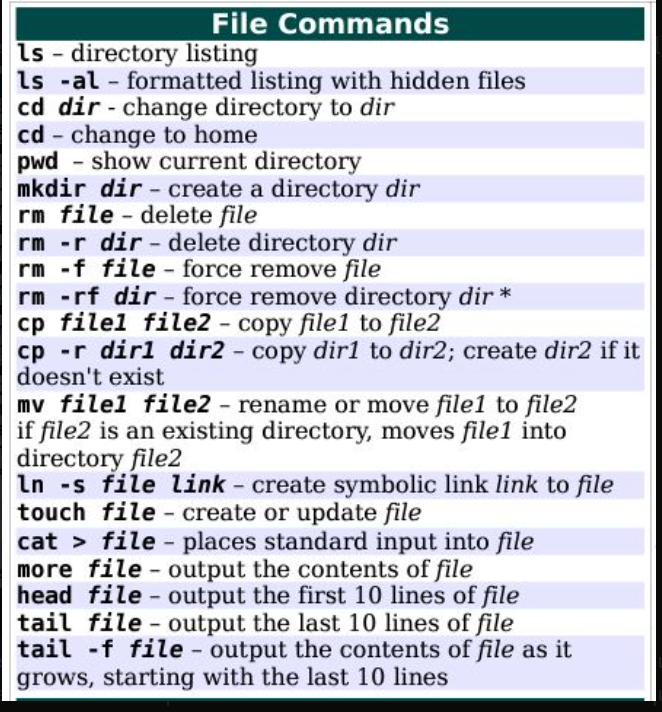 File Commands
ls – directory listing
ls -al – formatted listing with hidden files
cd dir - change directory to dir
cd – change to home
pwd – show current directory
mkdir dir – create a directory dir
rm file – delete file
rm -r dir – delete directory dir
rm -f file – force remove file
rm -rf dir – force remove directory dir *
cp file1 file2 – copy file1 to file2
cp -r dir1 dir2 – copy dir1 to dir2; create dir2 if it
doesn't exist
mv file1 file2 – rename or move file1 to file2
if file2 is an existing directory, moves file1 into
directory file2
ln -s file link – create symbolic link link to file
touch file – create or update file
cat > file – places standard input into file
more file – output the contents of file
head file – output the first 10 lines of file
tail file – output the last 10 lines of file
tail -f file – output the contents of file as it
grows, starting with the last 10 lines